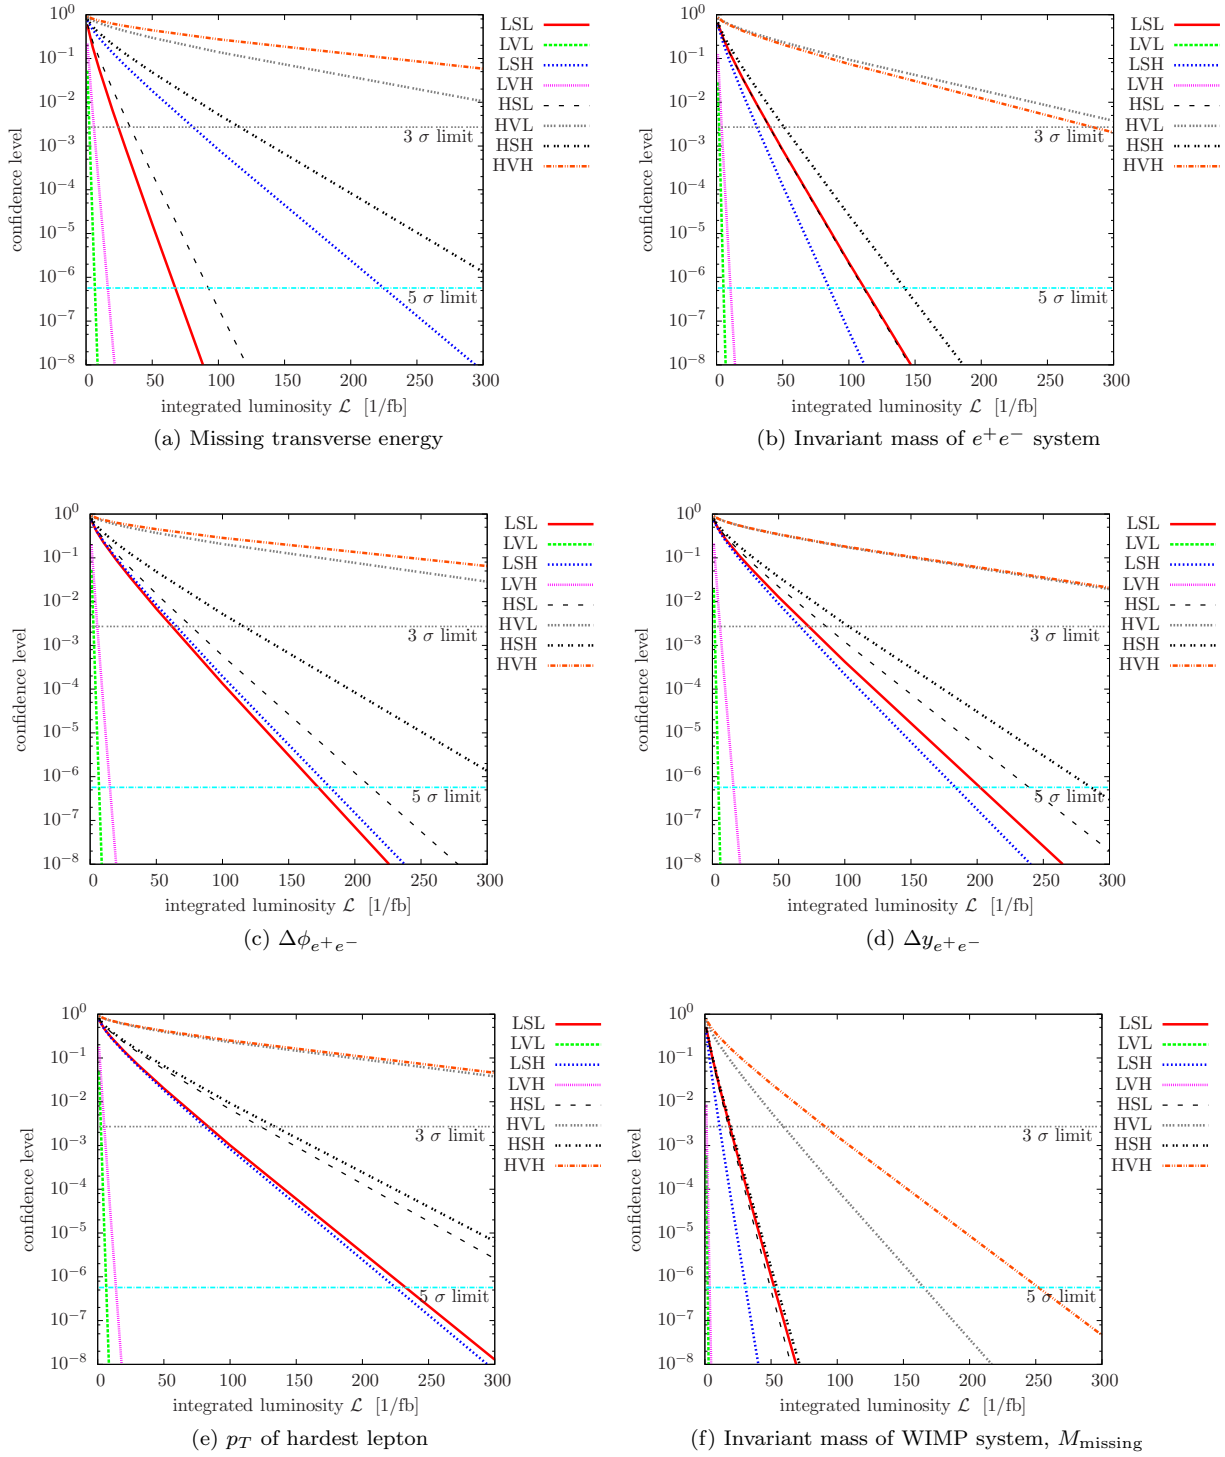 10^0
10^-1
10^-2
10^-3
10^-4
10^-5
10^-6
10^-7
10^-8
confidence level
0 50 100 150 200 250 300
integrated luminosity ℒ [1/fb]
3 σ limit
5 σ limit
LSL
LVL
LSH
LVH
HSL
HVL
HSH
HVH
(a) Missing transverse energy
10^0
10^-1
10^-2
10^-3
10^-4
10^-5
10^-6
10^-7
10^-8
confidence level
0 50 100 150 200 250 300
integrated luminosity ℒ [1/fb]
3 σ limit
5 σ limit
LSL
LVL
LSH
LVH
HSL
HVL
HSH
HVH
(b) Invariant mass of e^+e^- system
10^0
10^-1
10^-2
10^-3
10^-4
10^-5
10^-6
10^-7
10^-8
confidence level
0 50 100 150 200 250 300
integrated luminosity ℒ [1/fb]
3 σ limit
5 σ limit
LSL
LVL
LSH
LVH
HSL
HVL
HSH
HVH
(c) Δϕ_{e^+e^-}
10^0
10^-1
10^-2
10^-3
10^-4
10^-5
10^-6
10^-7
10^-8
confidence level
0 50 100 150 200 250 300
integrated luminosity ℒ [1/fb]
3 σ limit
5 σ limit
LSL
LVL
LSH
LVH
HSL
HVL
HSH
HVH
(d) Δy_{e^+e^-}
10^0
10^-1
10^-2
10^-3
10^-4
10^-5
10^-6
10^-7
10^-8
confidence level
0 50 100 150 200 250 300
integrated luminosity ℒ [1/fb]
3 σ limit
5 σ limit
LSL
LVL
LSH
LVH
HSL
HVL
HSH
HVH
(e) p_T of hardest lepton
10^0
10^-1
10^-2
10^-3
10^-4
10^-5
10^-6
10^-7
10^-8
confidence level
0 50 100 150 200 250 300
integrated luminosity ℒ [1/fb]
3 σ limit
5 σ limit
LSL
LVL
LSH
LVH
HSL
HVL
HSH
HVH
(f) Invariant mass of WIMP system, M_missing